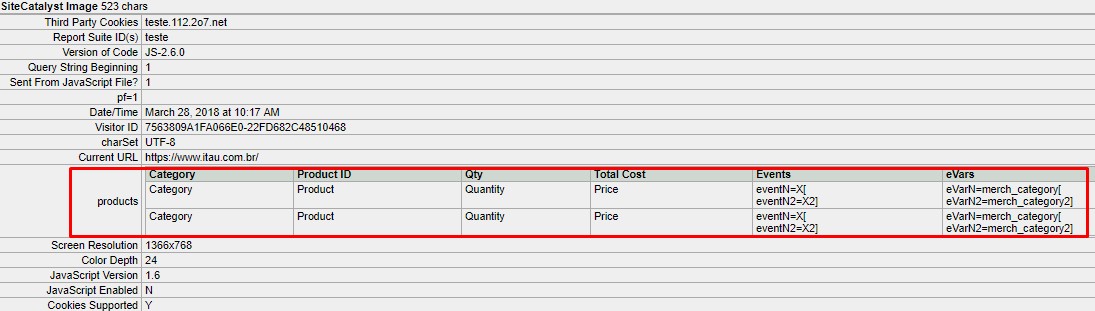 SiteCatalyst Image 523 chars
Third Party Cookies teste.112.2o7.net
Report Suite ID(s) teste
Version of Code JS-2.6.0
Query String Beginning 1
Sent From JavaScript File? 1
pf=1
Date/Time March 28, 2018 at 10:17 AM
Visitor ID 7563809A1FA066E0-22FD682C48510468
charSet UTF-8
Current URL https://www.itau.com.br/
products
Category Product ID Qty Total Cost Events eVars
Category Product Quantity Price eventN=X[ eVarN=merch_category[
eventN2=X2] eVarN2=merch_category2]
Category Product Quantity Price eventN=X[ eVarN=merch_category[
eventN2=X2] eVarN2=merch_category2]
Screen Resolution 1366x768
Color Depth 24
JavaScript Version 1.6
JavaScript Enabled N
Cookies Supported Y